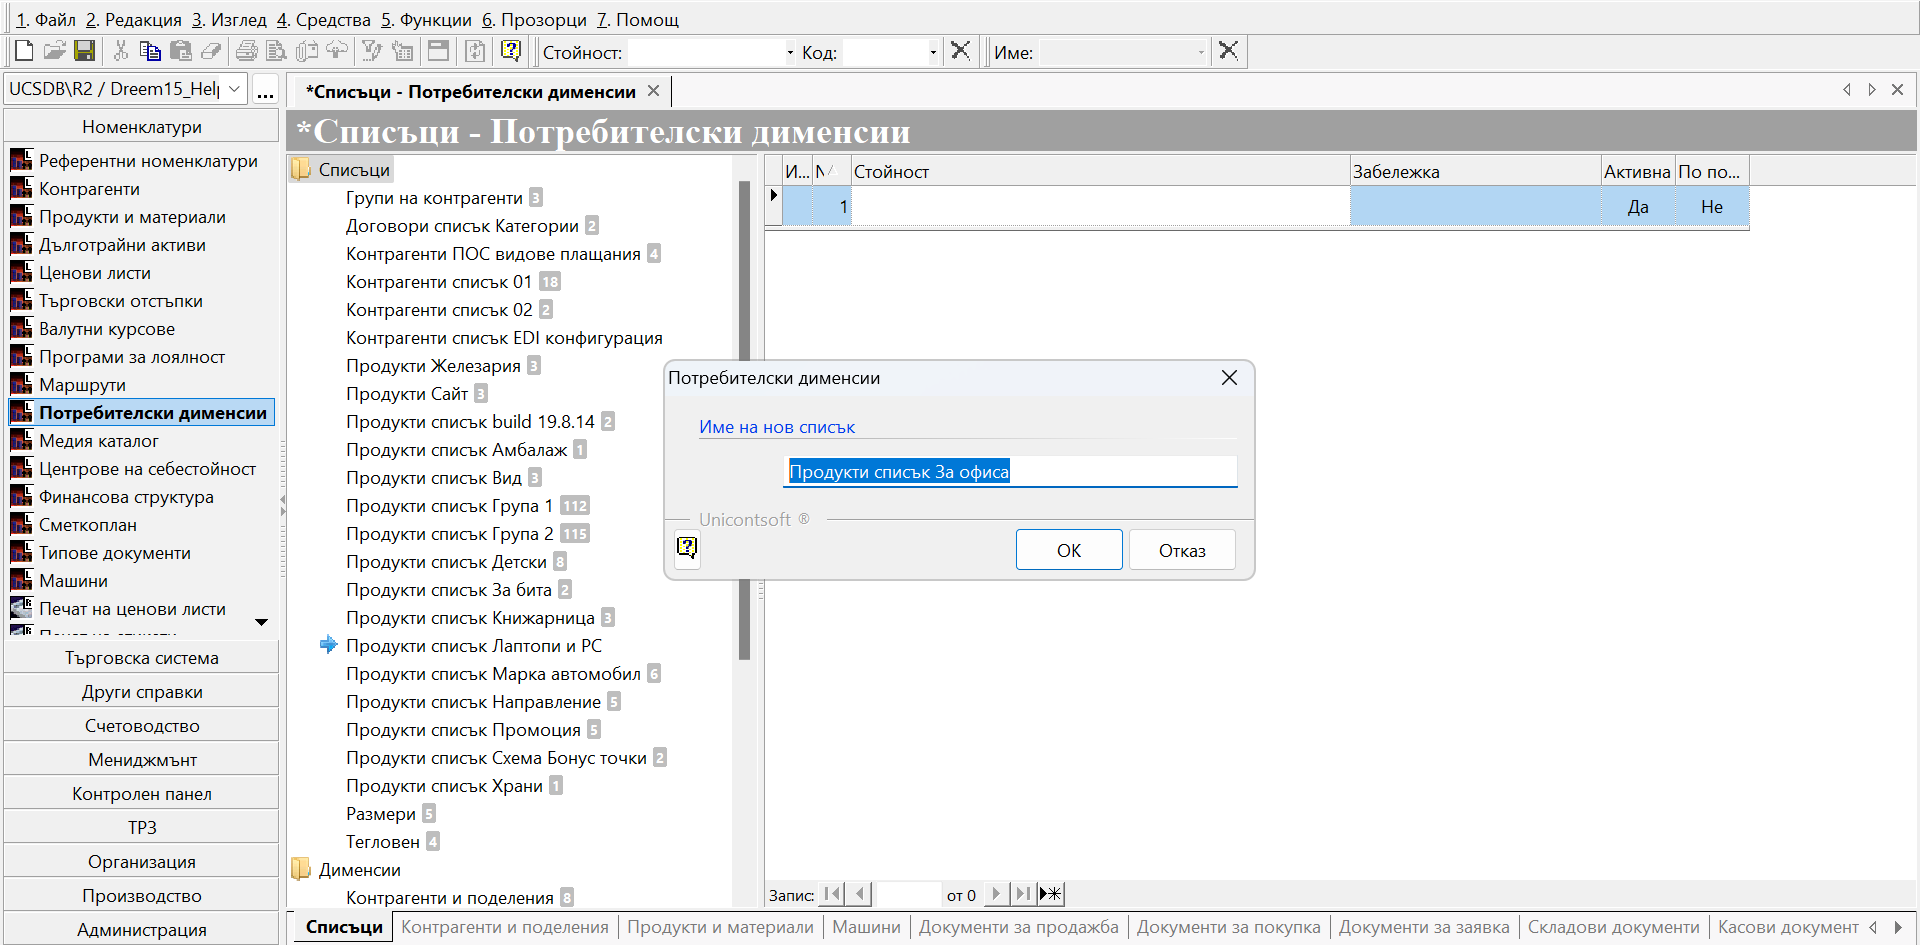 1. Файл 2. Редакция 3. Изглед 4. Средства 5. Функции 6. Прозорци 7. Помощ
Стойност: Код: Име:
UCSDB\R2 / Dreem15_Hel ...
Номенклатури
Референтни номенклатури
Контрагенти
Продукти и материали
Дълготрайни активи
Ценови листи
Търговски отстъпки
Валутни курсове
Програми за лоялност
Маршрути
Потребителски дименсии
Медия каталог
Центрове на себестойност
Финансова структура
Сметкоплан
Типове документи
Машини
Печат на ценови листи
Търговска система
Други справки
Счетоводство
Мениджмънт
Контролен панел
ТРЗ
Организация
Производство
Администрация
*Списъци - Потребителски дименсии
*Списъци - Потребителски дименсии
Списъци
Групи на контрагенти 3
Договори списък Категории 2
Контрагенти ПОС видове плащания 4
Контрагенти списък 01 18
Контрагенти списък 02 2
Контрагенти списък EDI конфигурация
Продукти Железария 3
Продукти Сайт 3
Продукти списък build 19.8.14 2
Продукти списък Амбалаж 1
Продукти списък Вид 3
Продукти списък Група 1 112
Продукти списък Група 2 115
Продукти списък Детски 8
Продукти списък За бита 2
Продукти списък Книжарница 3
Продукти списък Лаптопи и PC
Продукти списък Марка автомобил 6
Продукти списък Направление 5
Продукти списък Промоция 5
Продукти списък Схема Бонус точки 2
Продукти списък Храни 1
Размери 5
Тегловен 4
Дименсии
Контрагенти и поделения 8
И... Стойност Забележка Активна По по...
1 Да Не
Потребителски дименсии
Име на нов списък
Продукти списък За офиса
Unicontsoft ®
OK Отказ
Запис: от 0
Списъци Контрагенти и поделения Продукти и материали Машини Документи за продажба Документи за покупка Документи за заявка Складови документи Касови документ